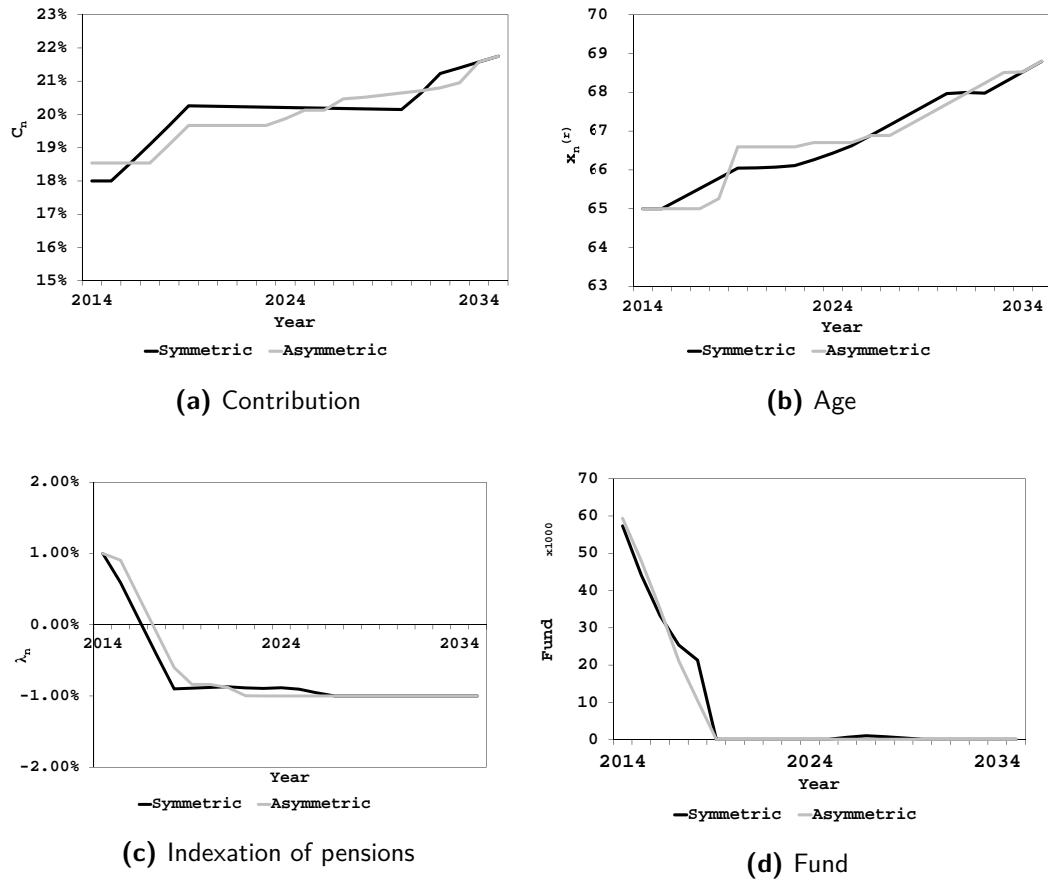 23%
22%
21%
20%
19%
18%
17%
16%
15%
C_n
2014 2024 2034
Year
Symmetric Asymmetric
(a) Contribution
70
69
68
67
66
65
64
63
x_n^(r)
2014 2024 2034
Year
Symmetric Asymmetric
(b) Age
2.00%
1.00%
0.00%
-1.00%
-2.00%
λ_n
2014 2024 2034
Year
Symmetric Asymmetric
(c) Indexation of pensions
70
60
50
40
30
20
10
0
x1000
Fund
2014 2024 2034
Year
Symmetric Asymmetric
(d) Fund